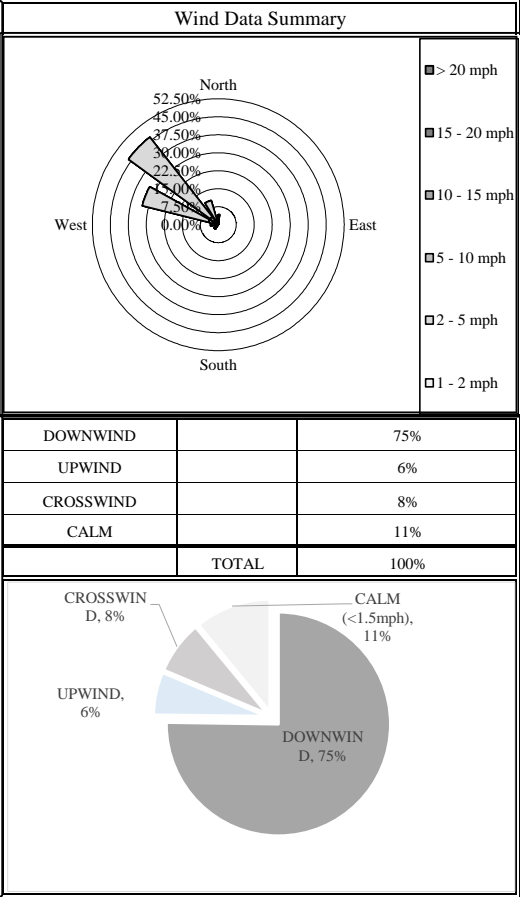 Wind Data Summary
North
52.50%
45.00%
37.50%
30.00%
22.50%
15.00%
7.50%
0.00%
West
East
South
> 20 mph
15 - 20 mph
10 - 15 mph
5 - 10 mph
2 - 5 mph
1 - 2 mph
DOWNWIND 75%
UPWIND 6%
CROSSWIND 8%
CALM 11%
TOTAL 100%
CROSSWIN
D, 8%
CALM
(<1.5mph),
11%
UPWIND,
6%
DOWNWIN
D, 75%